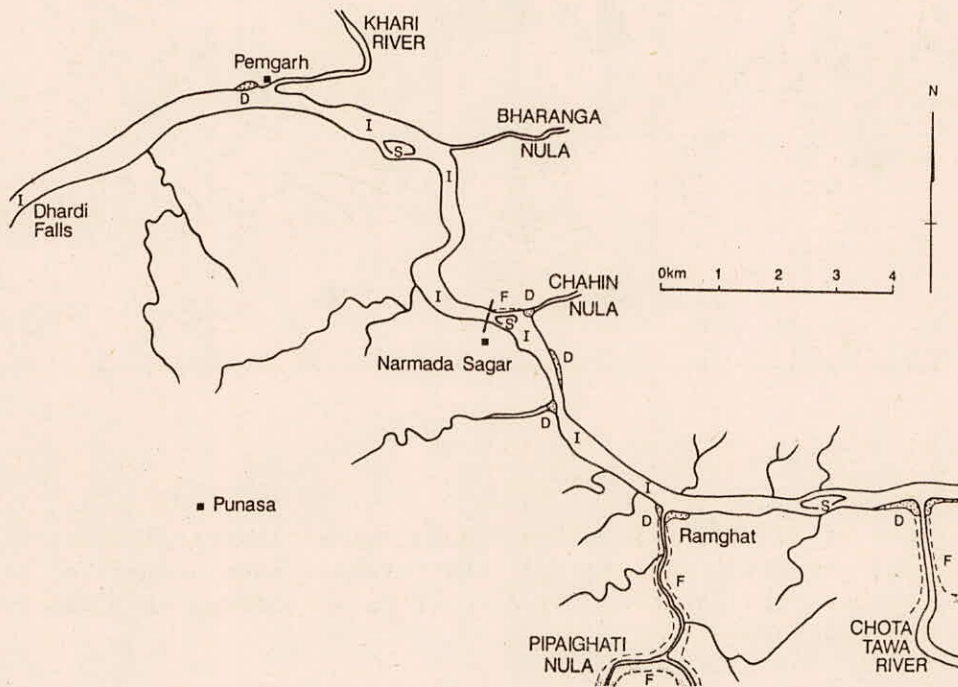 KHARI
RIVER
Pemgarh
D
N
BHARANGA
NULA
I
S
I
I
Dhardi
Falls
0km 1 2 3 4
CHAHIN
NULA
F D
I
S
I
Narmada Sagar
D
D
I
Punasa
I
S
D
Ramghat
D
F
F
PIPAIGHATI
NULA
F
CHOTA
TAWA
RIVER